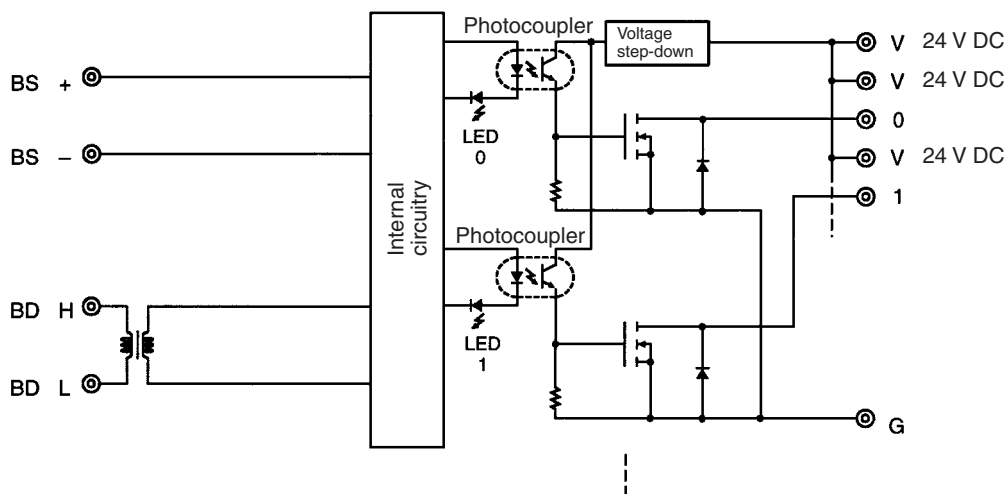 Photocoupler
Voltage
step-down
V 24 V DC
BS +
V 24 V DC
LED
0
0
BS –
V 24 V DC
Internal
circuitry
1
Photocoupler
BD H
LED
1
BD L
G